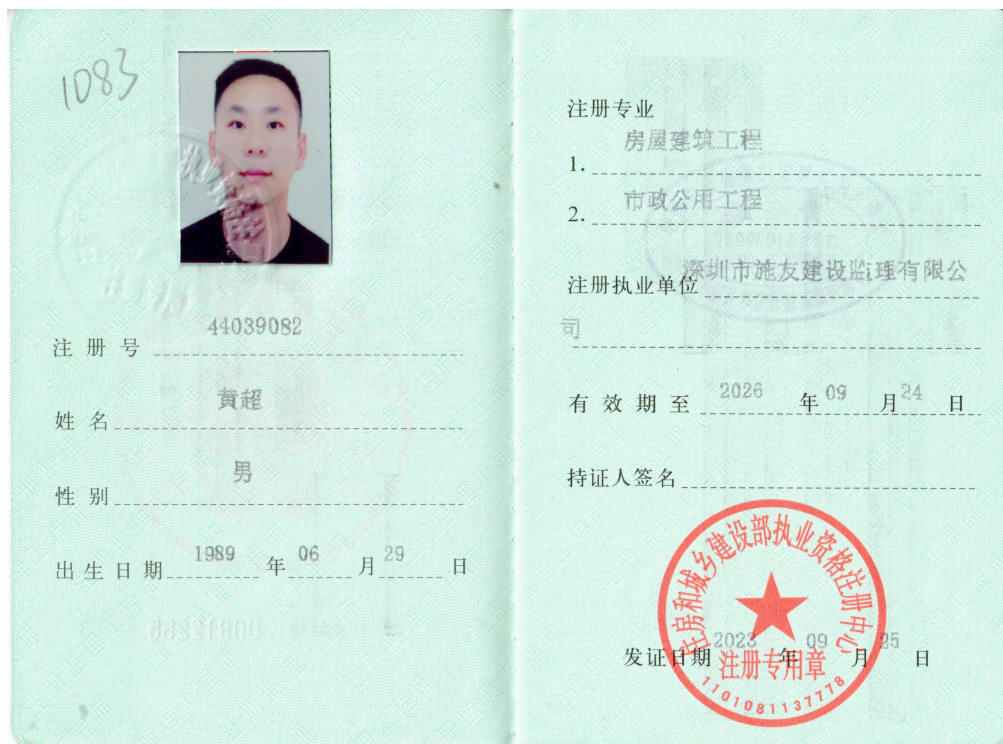 1083
注册号 44039082
姓名 黄超
性别 男
出生日期 1989 年 06 月 29 日
注册专业
1. 房屋建筑工程
2. 市政公用工程
注册执业单位 深圳市施友建设监理有限公
司
有效期至 2026 年 09 月 24 日
持证人签名
发证日期 2023 年 09 月 25 日
住房和城乡建设部执业资格注册中心
注册专用章
1101081137778